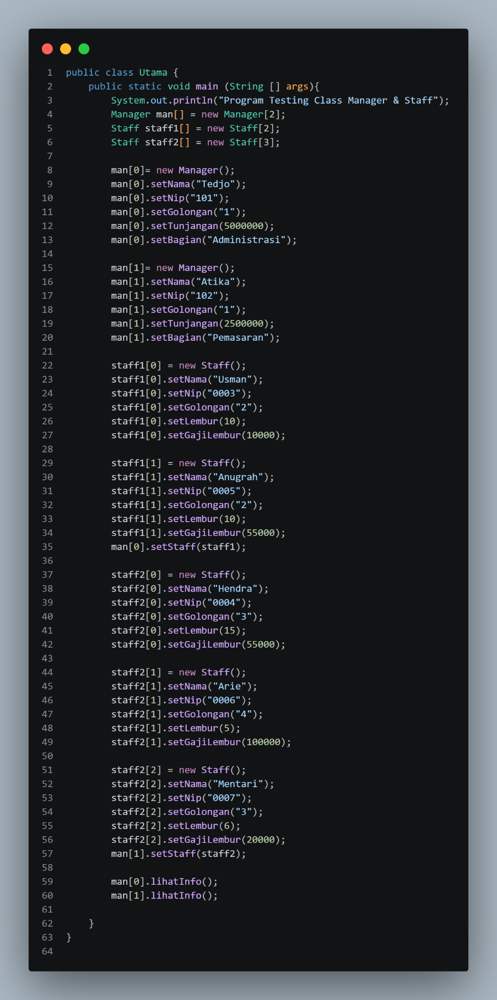 1 public class Utama {
2 public static void main (String [] args){
3 System.out.println("Program Testing Class Manager & Staff");
4 Manager man[] = new Manager[2];
5 Staff staff1[] = new Staff[2];
6 Staff staff2[] = new Staff[3];
7
8 man[0]= new Manager();
9 man[0].setNama("Tedjo");
10 man[0].setNip("101");
11 man[0].setGolongan("1");
12 man[0].setTunjangan(5000000);
13 man[0].setBagian("Administrasi");
14
15 man[1]= new Manager();
16 man[1].setNama("Atika");
17 man[1].setNip("102");
18 man[1].setGolongan("1");
19 man[1].setTunjangan(2500000);
20 man[1].setBagian("Pemasaran");
21
22 staff1[0] = new Staff();
23 staff1[0].setNama("Usman");
24 staff1[0].setNip("0003");
25 staff1[0].setGolongan("2");
26 staff1[0].setLembur(10);
27 staff1[0].setGajiLembur(10000);
28
29 staff1[1] = new Staff();
30 staff1[1].setNama("Anugrah");
31 staff1[1].setNip("0005");
32 staff1[1].setGolongan("2");
33 staff1[1].setLembur(10);
34 staff1[1].setGajiLembur(55000);
35 man[0].setStaff(staff1);
36
37 staff2[0] = new Staff();
38 staff2[0].setNama("Hendra");
39 staff2[0].setNip("0004");
40 staff2[0].setGolongan("3");
41 staff2[0].setLembur(15);
42 staff2[0].setGajiLembur(55000);
43
44 staff2[1] = new Staff();
45 staff2[1].setNama("Arie");
46 staff2[1].setNip("0006");
47 staff2[1].setGolongan("4");
48 staff2[1].setLembur(5);
49 staff2[1].setGajiLembur(100000);
50
51 staff2[2] = new Staff();
52 staff2[2].setNama("Mentari");
53 staff2[2].setNip("0007");
54 staff2[2].setGolongan("3");
55 staff2[2].setLembur(6);
56 staff2[2].setGajiLembur(20000);
57 man[1].setStaff(staff2);
58
59 man[0].lihatInfo();
60 man[1].lihatInfo();
61
62 }
63 }
64